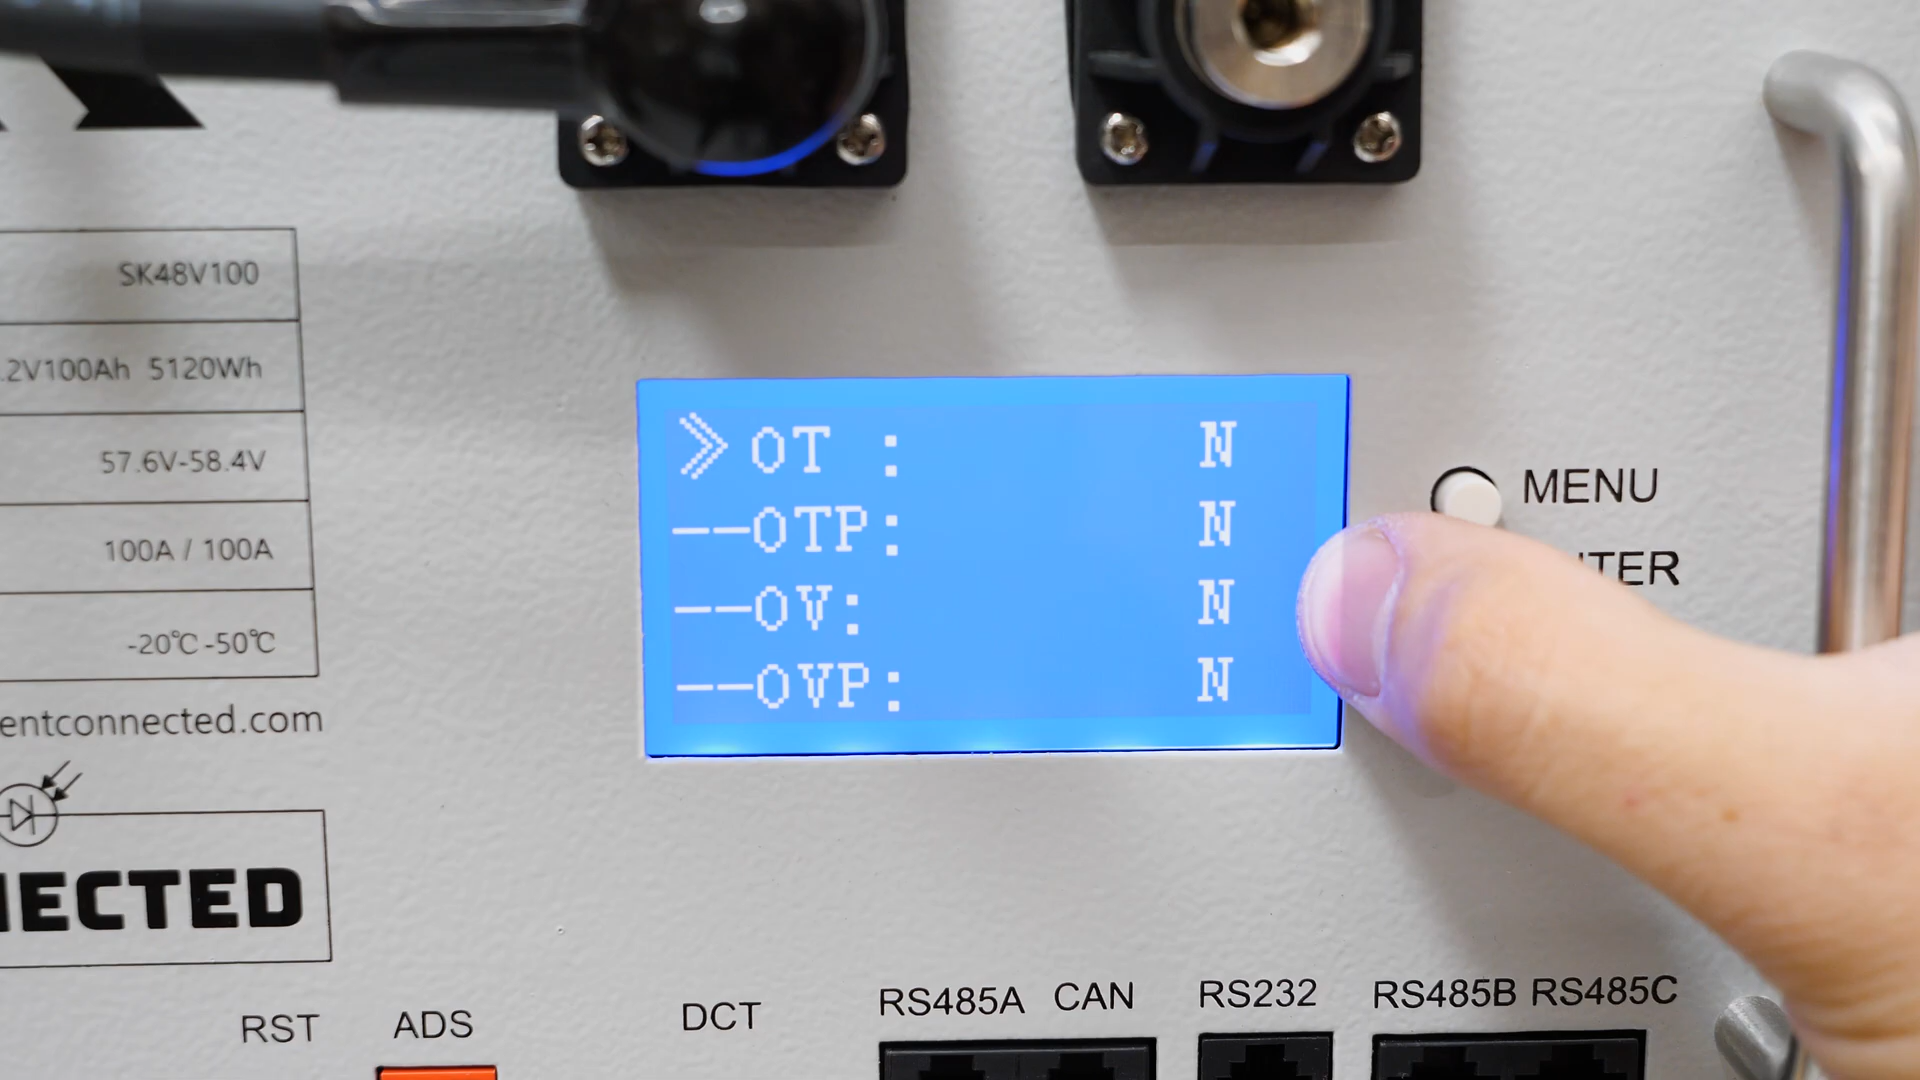 SK48V100
.2V100Ah 5120Wh
57.6V-58.4V
100A / 100A
-20℃-50℃
entconnected.com
NECTED
OT : N
--OTP: N
--OV: N
--OVP: N
MENU
TER
RST
ADS
DCT
RS485A
CAN
RS232
RS485B
RS485C